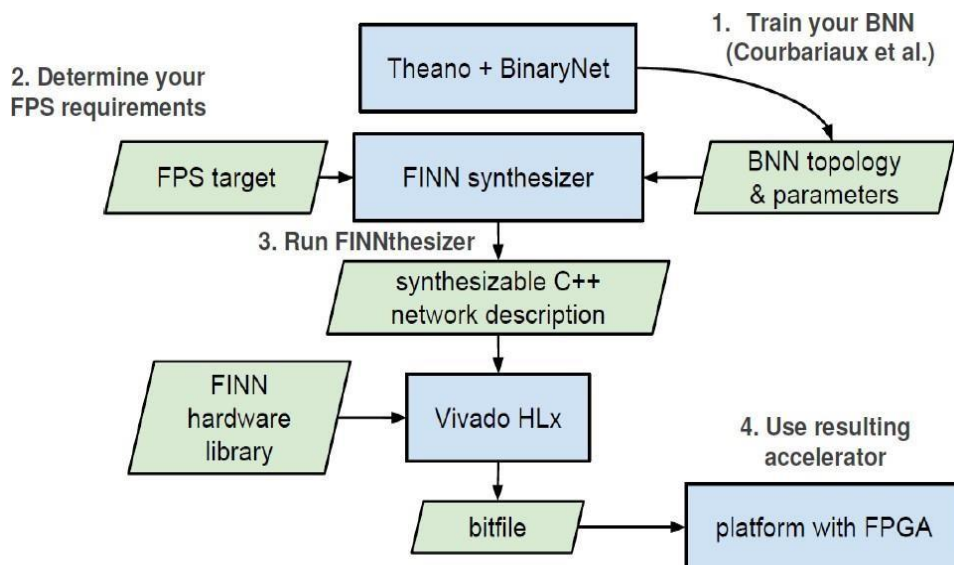 1. Train your BNN
(Courbariaux et al.)
Theano + BinaryNet
2. Determine your
FPS requirements
FPS target
FINN synthesizer
BNN topology
& parameters
3. Run FINNthesizer
synthesizable C++
network description
FINN
hardware
library
Vivado HLx
4. Use resulting
accelerator
bitfile
platform with FPGA